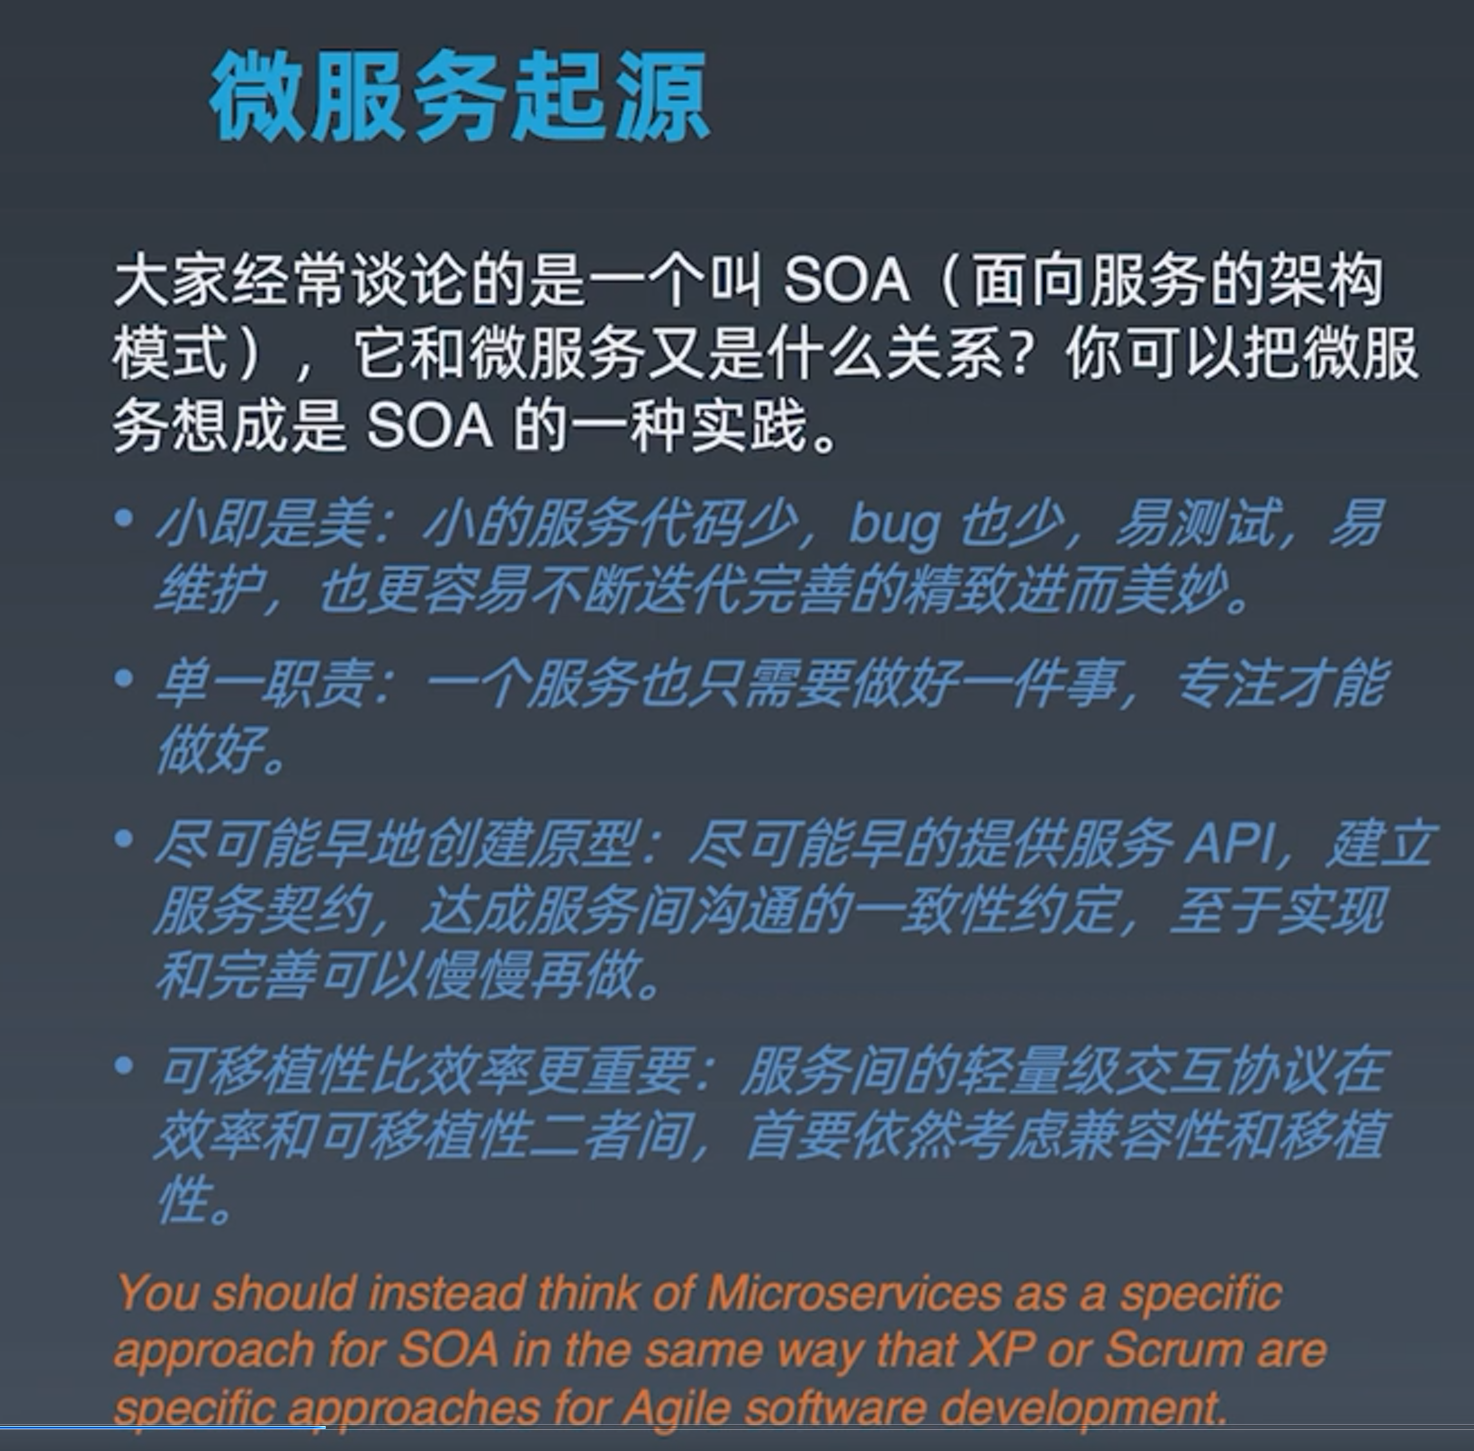 微服务起源
大家经常谈论的是一个叫 SOA（面向服务的架构
模式），它和微服务又是什么关系？你可以把微服
务想成是 SOA 的一种实践。
• 小即是美：小的服务代码少，bug 也少，易测试，易
维护，也更容易不断迭代完善的精致进而美妙。
• 单一职责：一个服务也只需要做好一件事，专注才能
做好。
• 尽可能早地创建原型：尽可能早的提供服务 API，建立
服务契约，达成服务间沟通的一致性约定，至于实现
和完善可以慢慢再做。
• 可移植性比效率更重要：服务间的轻量级交互协议在
效率和可移植性二者间，首要依然考虑兼容性和移植
性。
You should instead think of Microservices as a specific
approach for SOA in the same way that XP or Scrum are
specific approaches for Agile software development.